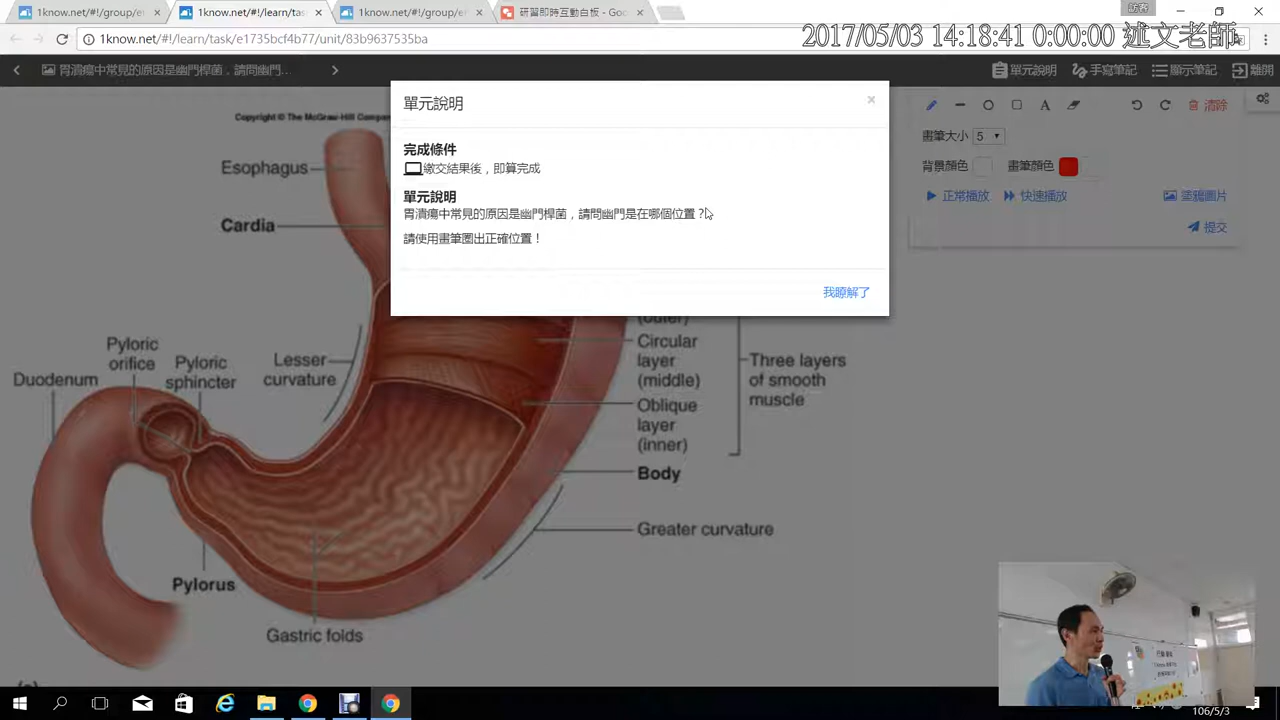 1know.net/#!/group/e
1know.net/#!/learn/tas
1know.net/#!/group/e
研習即時互動白板 - Goo
訪客
1know.net/#!/learn/task/e1735bcf4b77/unit/83b9637535ba
2017/05/03 14:18:41 0:00:00 述文老師
胃潰瘍中常見的原因是幽門桿菌，請問幽門...
單元說明
手寫筆記
顯示筆記
離開
Copyright © The McGraw-Hill Compan
單元說明
×
完成條件
繳交結果後，即算完成
單元說明
胃潰瘍中常見的原因是幽門桿菌，請問幽門是在哪個位置？
請使用畫筆圈出正確位置！
我瞭解了
A
清除
畫筆大小 5
背景顏色
畫筆顏色
正常播放
快速播放
塗鴉圖片
提交
Esophagus
Cardia
Pyloric
orifice
Pyloric
sphincter
Duodenum
Lesser
curvature
(outer)
Circular
layer
(middle)
Oblique
layer
(inner)
Three layers
of smooth
muscle
Body
Greater curvature
Pylorus
Gastric folds
106/5/3